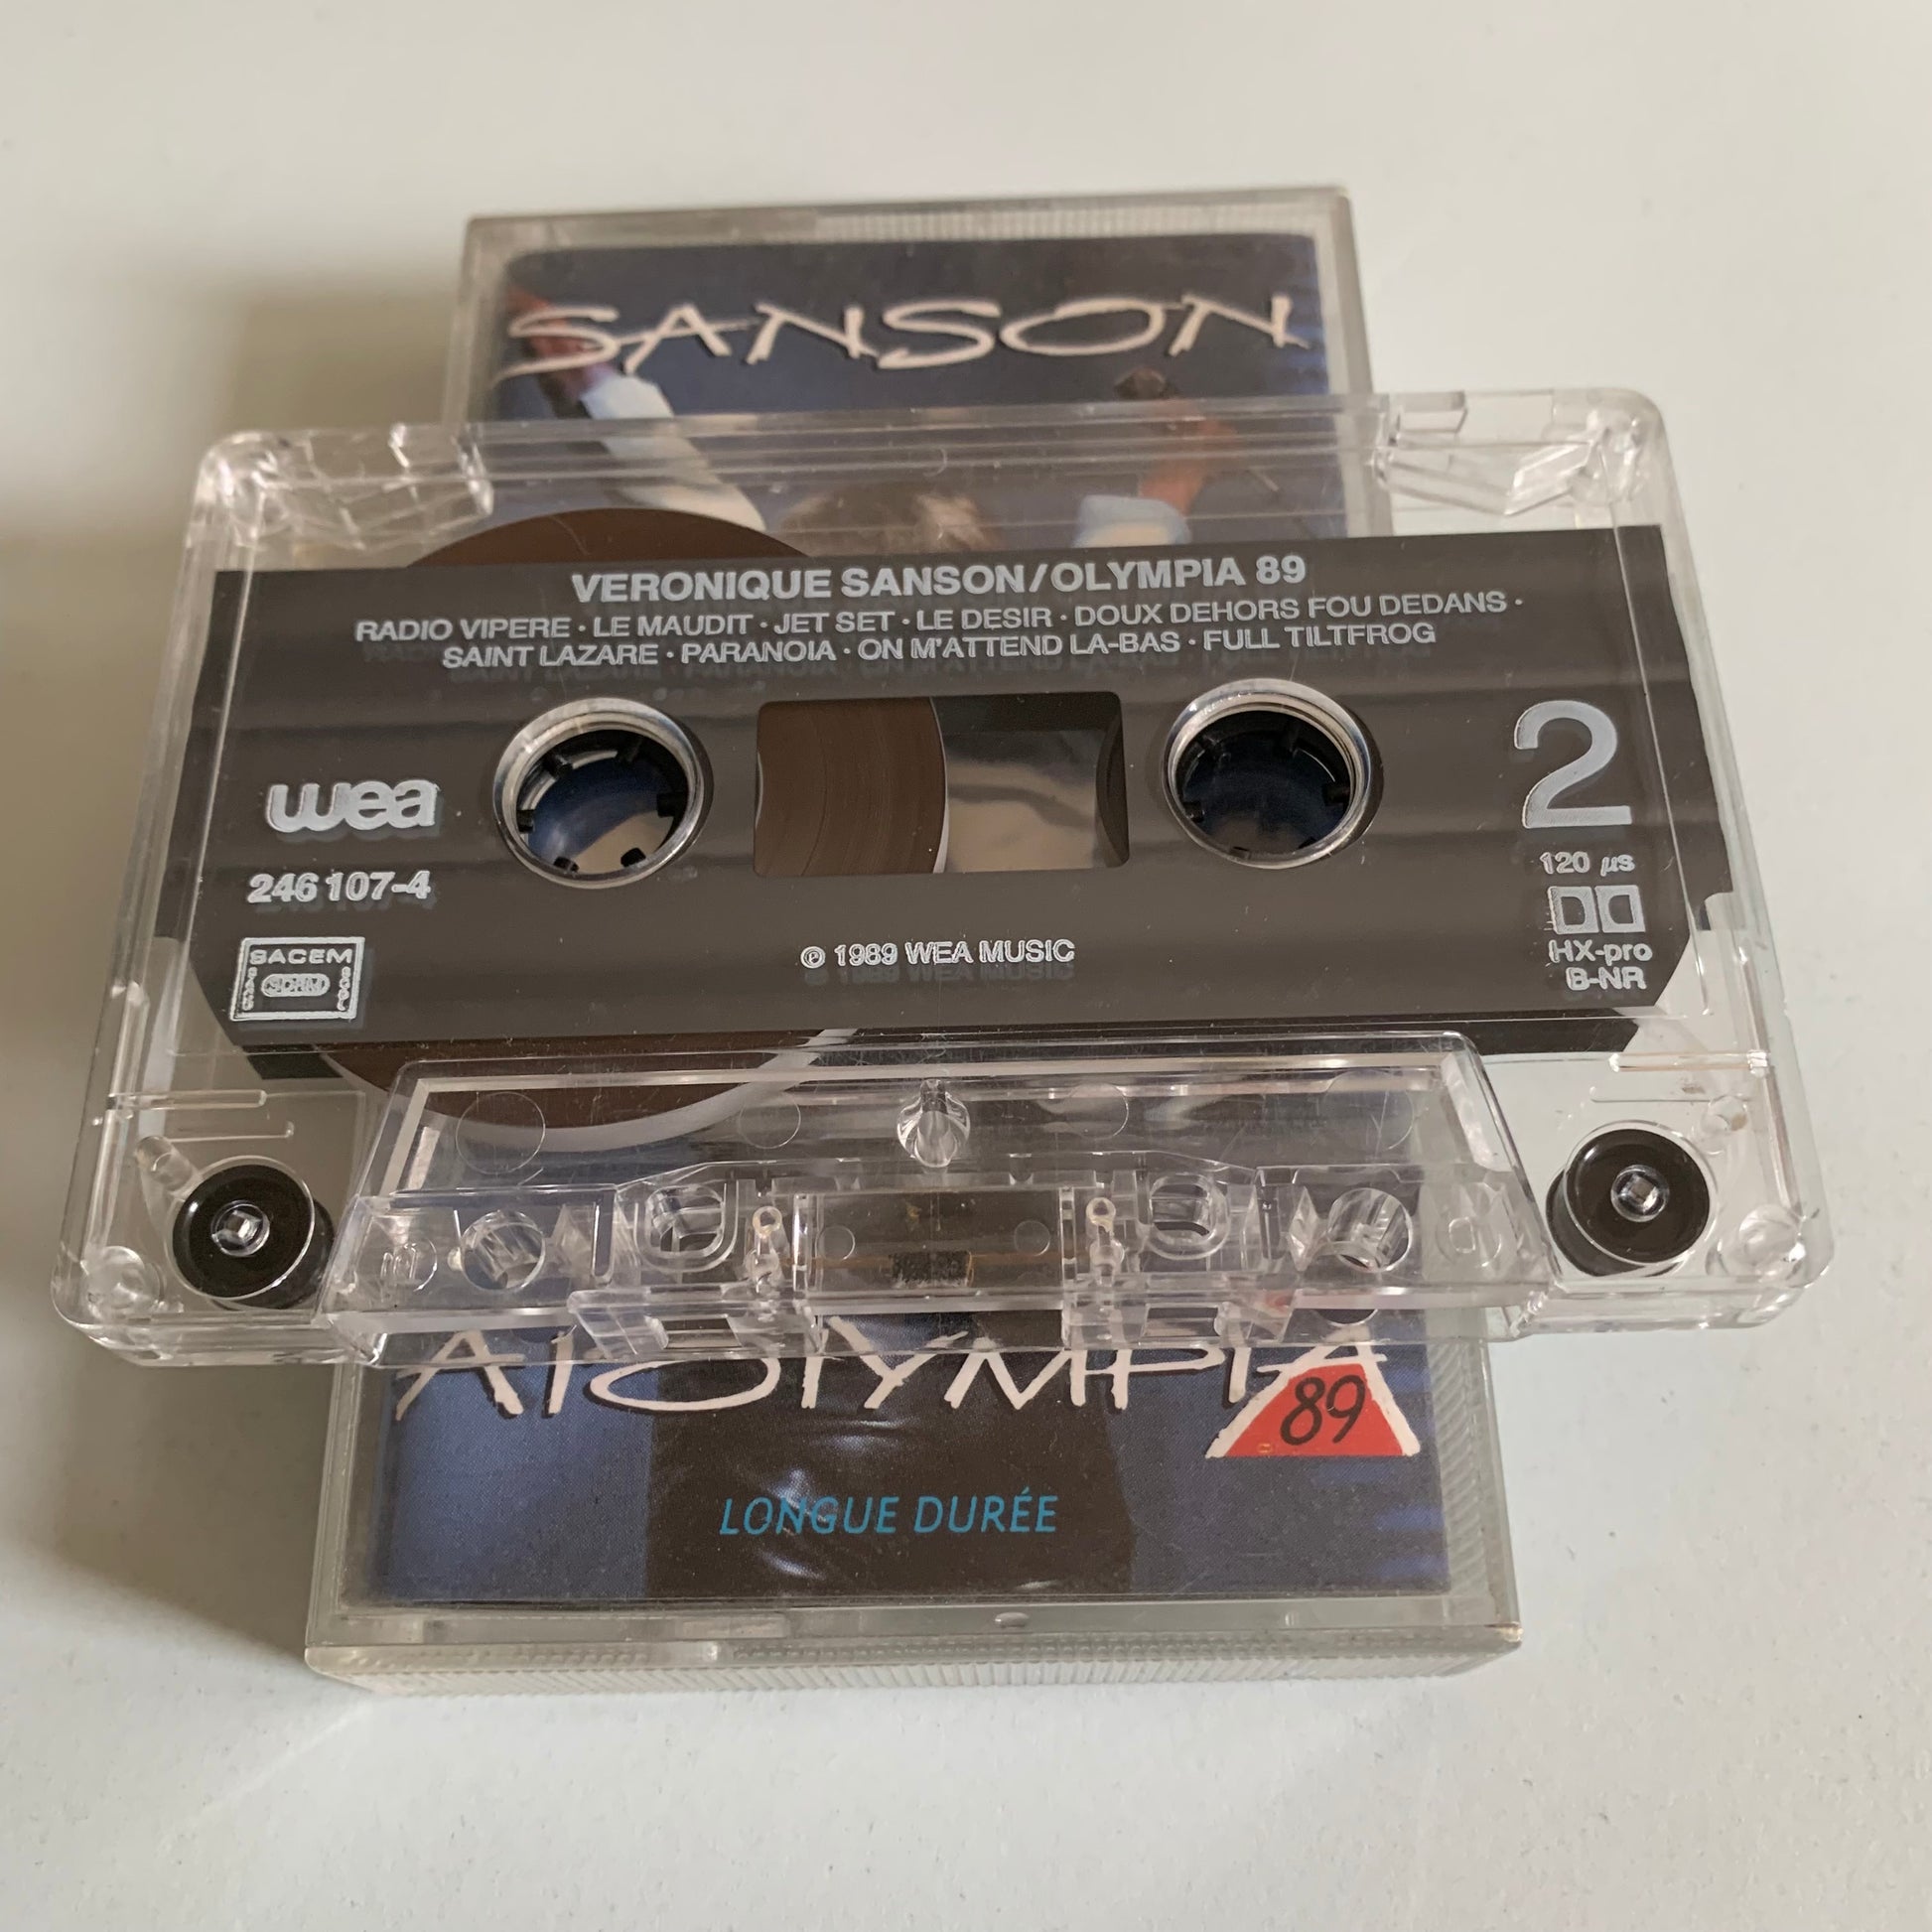 SANSON
VERONIQUE SANSON/OLYMPIA 89
RADIO VIPERE · LE MAUDIT · JET SET · LE DESIR · DOUX DEHORS FOU DEDANS ·
SAINT LAZARE · PARANOIA · ON M'ATTEND LA-BAS · FULL TILTFROG
wea
246 107-4
SACEM
SDRM
2
120 µs
HX-pro
B-NR
℗ 1989 WEA MUSIC
A l'OLYMPIA
89
LONGUE DURÉE